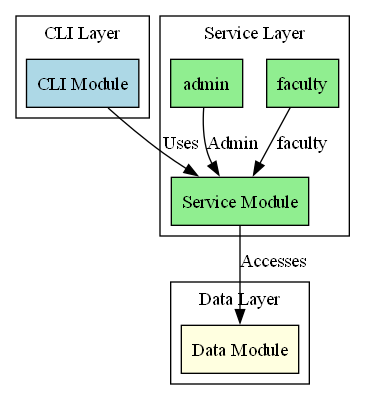 CLI Layer
Service Layer
CLI Module
admin
faculty
Uses
Admin
faculty
Service Module
Accesses
Data Layer
Data Module